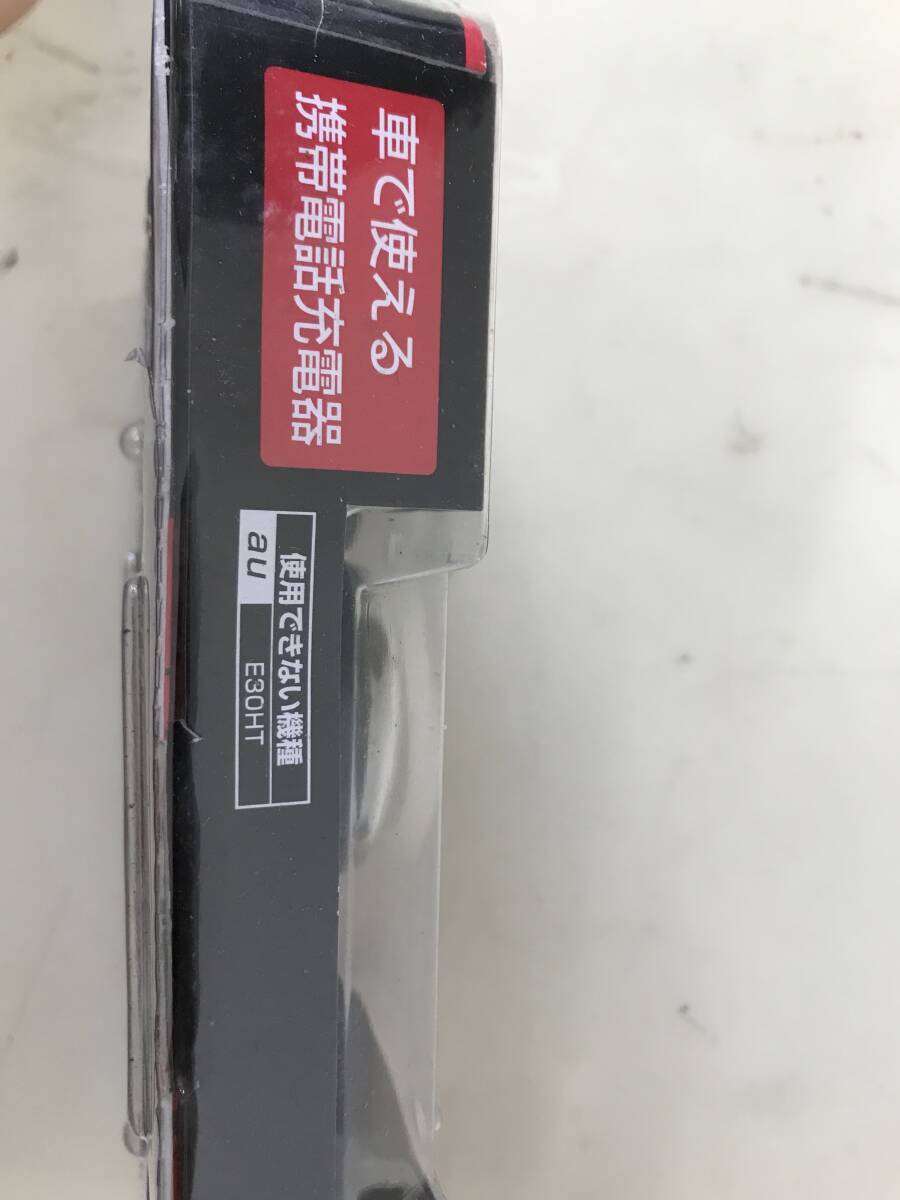 車で使える
携帯電話充電器
使用できない機種
au
E30HT